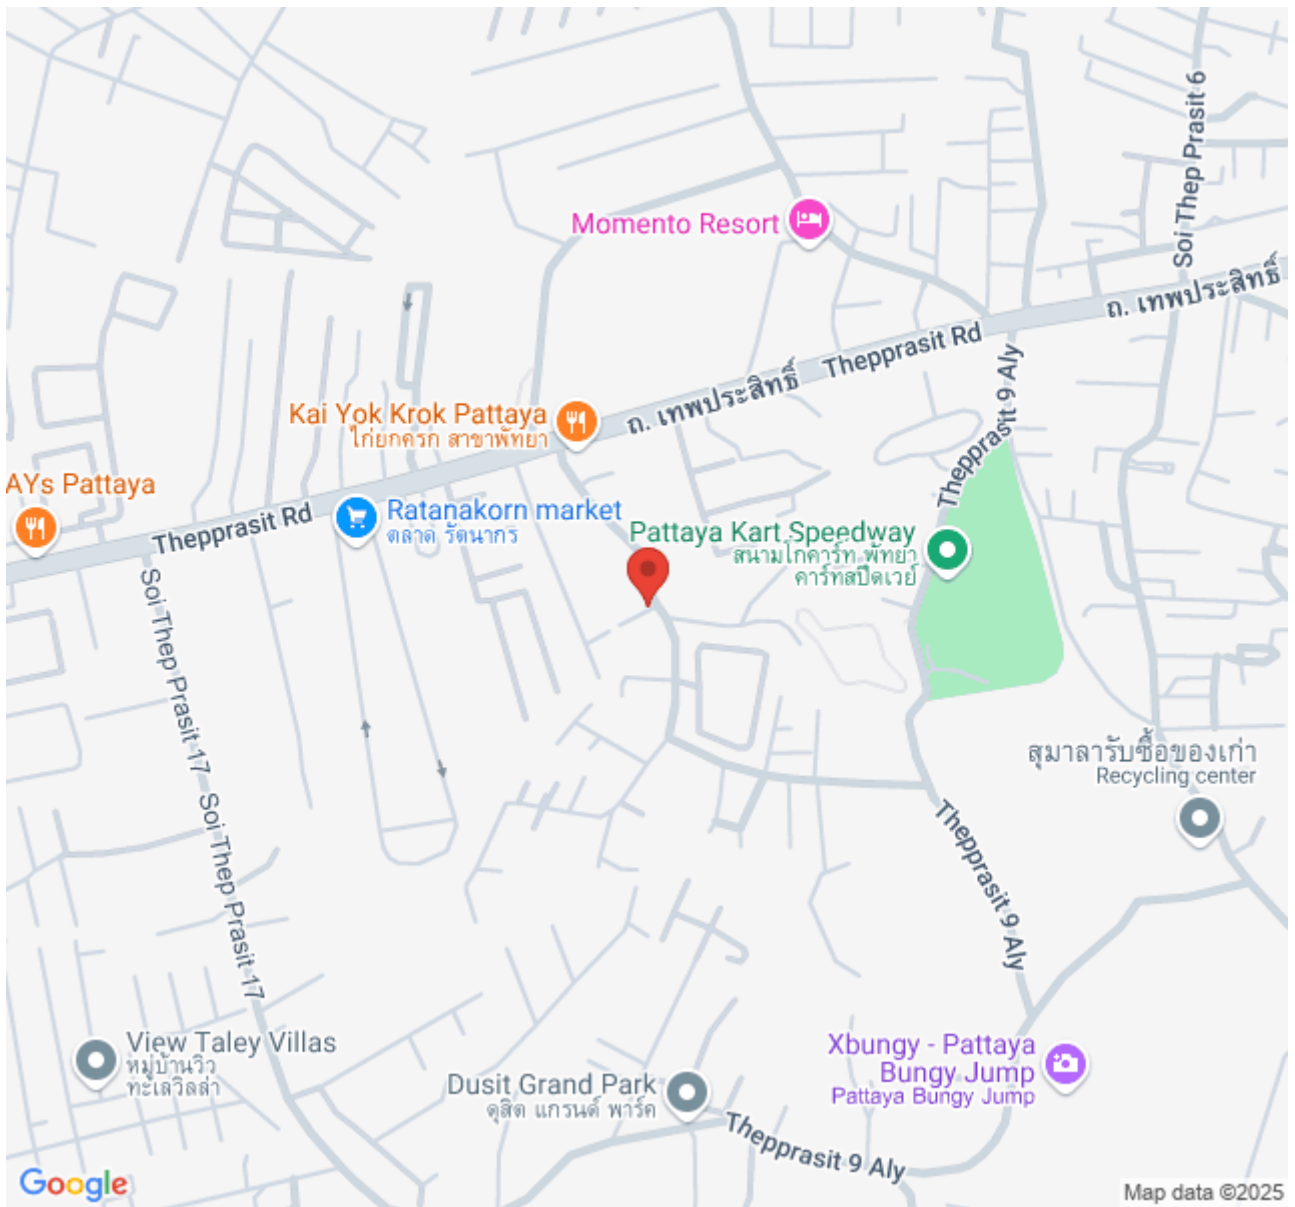 Soi Thep Prasit 6
Momento Resort
ถ. เทพประสิทธิ์
Thepprasit Rd
ถ. เทพประสิทธิ์
Thepprasit 9 Aly
Kai Yok Krok Pattaya
ไก่ยกครก สาขาพัทยา
AYs Pattaya
Ratanakorn market
ตลาด รัตนากร
Thepprasit Rd
Pattaya Kart Speedway
สนามโกคาร์ท พัทยา
คาร์ทสปีดเวย์
Thepprasit 9 Aly
Soi Thep Prasit 17
สุมาลารับซื้อของเก่า
Recycling center
Soi Thep Prasit 17
Thepprasit 9 Aly
View Taley Villas
หมู่บ้านวิว
ทะเลวิลล่า
Xbungy - Pattaya
Bungy Jump
Pattaya Bungy Jump
Dusit Grand Park
ดุสิต แกรนด์ พาร์ค
Thepprasit 9 Aly
Google
Map data ©2025